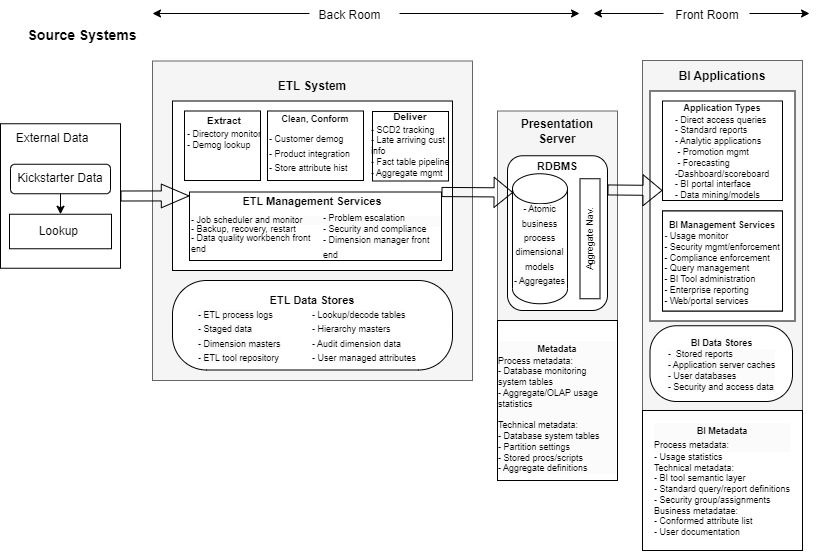 Back Room
Front Room
Source Systems
External Data
Kickstarter Data
Lookup
ETL System
Extract
- Directory monitor
- Demog lookup
Clean, Conform
- Customer demog
- Product integration
- Store attribute hist
Deliver
- SCD2 tracking
- Late arriving cust
info
- Fact table pipeline
- Aggregate mgmt
ETL Management Services
- Job scheduler and monitor
- Backup, recovery, restart
- Data quality workbench front
end
- Problem escalation
- Security and compliance
- Dimension manager front
end
ETL Data Stores
- ETL process logs
- Staged data
- Dimension masters
- ETL tool repository
- Lookup/decode tables
- Hierarchy masters
- Audit dimension data
- User managed attributes
Presentation
Server
RDBMS
- Atomic
business
process
dimensional
models
- Aggregates
Aggregate Nav.
Metadata
Process metadata:
- Database monitoring
system tables
- Aggregate/OLAP usage
statistics
Technical metadata:
- Database system tables
- Partition settings
- Stored procs/scripts
- Aggregate definitions
BI Applications
Application Types
- Direct access queries
- Standard reports
- Analytic applications
- Promotion mgmt
- Forecasting
-Dashboard/scoreboard
- BI portal interface
- Data mining/models
BI Management Services
- Usage monitor
- Security mgmt/enforcement
- Compliance enforcement
- Query management
- BI Tool administration
- Enterprise reporting
- Web/portal services
BI Data Stores
- Stored reports
- Application server caches
- User databases
- Security and access data
BI Metadata
Process metadata:
- Usage statistics
Technical metadata:
- BI tool semantic layer
- Standard query/report definitions
- Security group/assignments
Business metadatae:
- Conformed attribute list
- User documentation